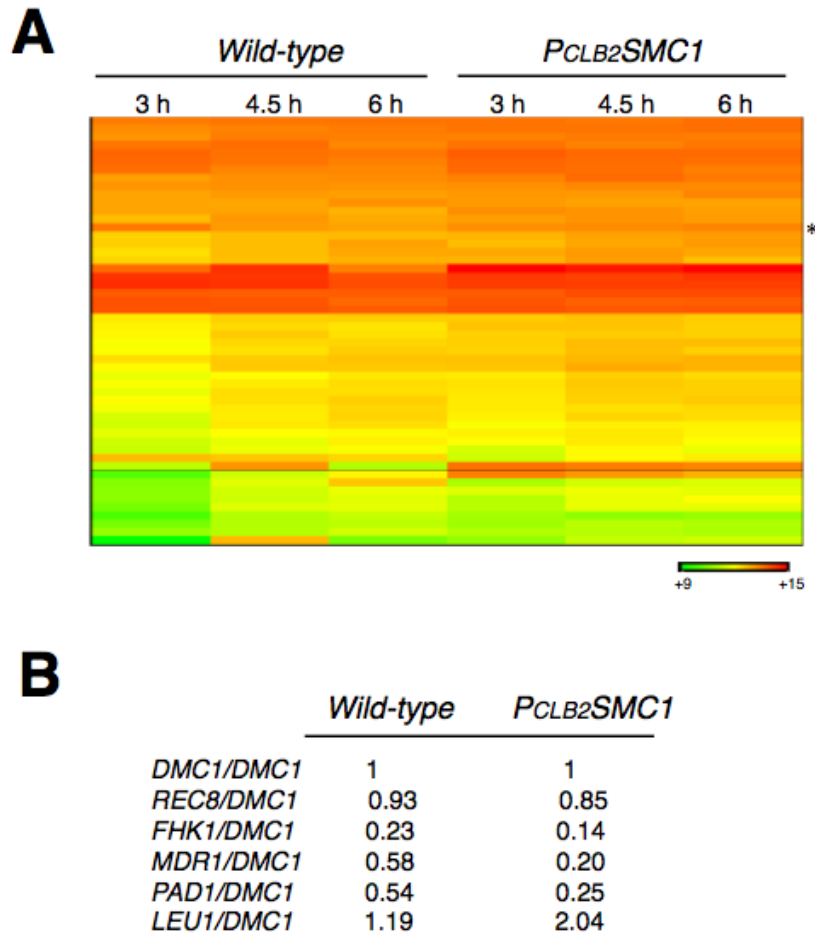 A
Wild-type PCLB2SMC1
3 h 4.5 h 6 h 3 h 4.5 h 6 h
*
+9 +15
B
Wild-type PCLB2SMC1
DMC1/DMC1 1 1
REC8/DMC1 0.93 0.85
FHK1/DMC1 0.23 0.14
MDR1/DMC1 0.58 0.20
PAD1/DMC1 0.54 0.25
LEU1/DMC1 1.19 2.04